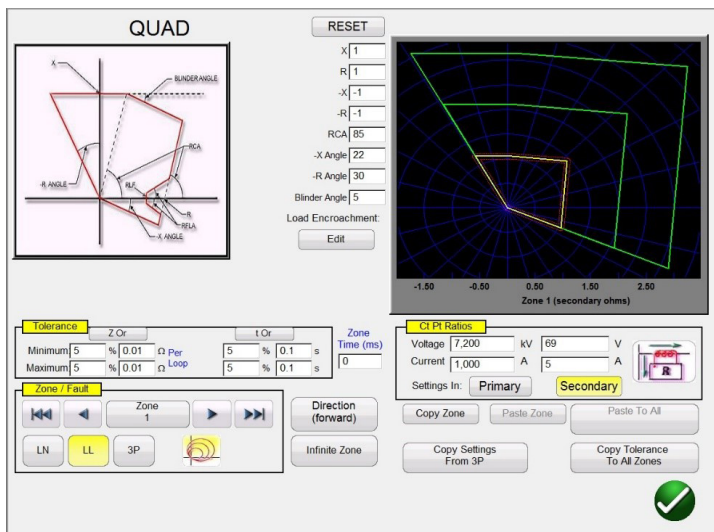 QUAD
RESET
X 1
R 1
-X -1
-R -1
RCA 85
-X Angle 22
-R Angle 30
Blinder Angle 5
Load Encroachment:
Edit
X
BLINDER ANGLE
RCA
-R ANGLE
RLF
R
RFLA
-X ANGLE
-1.50 -0.50 0.50 1.50 2.50
Zone 1 (secondary ohms)
Tolerance
Z Or t Or
Minimum 5 % 0.01 Ω Per 5 % 0.1 s
Maximum 5 % 0.01 Ω Loop 5 % 0.1 s
Zone
Time (ms)
0
Ct Pt Ratios
Voltage 7,200 kV 69 V
Current 1,000 A 5 A
Settings In: Primary Secondary
R
Zone / Fault
Zone
1
LN LL 3P
Direction
(forward)
Infinite Zone
Copy Zone Paste Zone Paste To All
Copy Settings
From 3P
Copy Tolerance
To All Zones